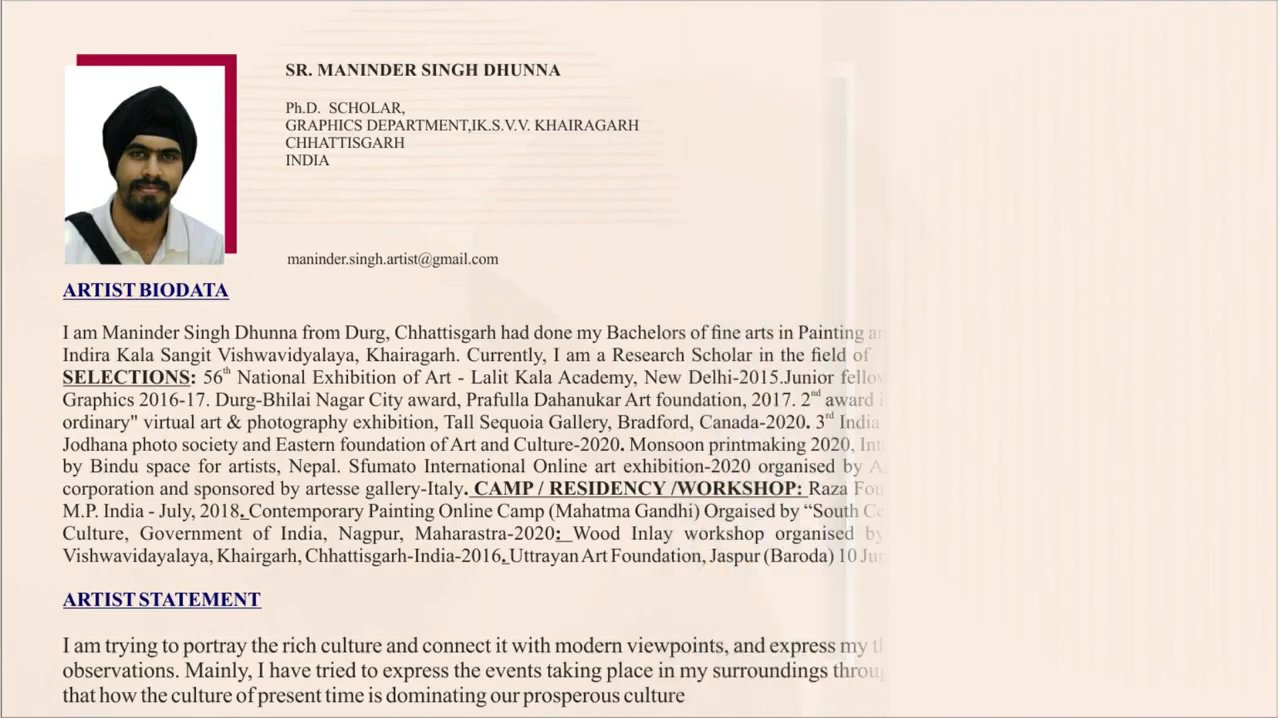 SR. MANINDER SINGH DHUNNA
Ph.D. SCHOLAR,
GRAPHICS DEPARTMENT,IK.S.V.V. KHAIRAGARH
CHHATTISGARH
INDIA
maninder.singh.artist@gmail.com
ARTIST BIODATA
I am Maninder Singh Dhunna from Durg, Chhattisgarh had done my Bachelors of fine arts in Painting
Indira Kala Sangit Vishwavidyalaya, Khairagarh. Currently, I am a Research Scholar in the field of
SELECTIONS: 56th National Exhibition of Art - Lalit Kala Academy, New Delhi-2015.Junior
Graphics 2016-17. Durg-Bhilai Nagar City award, Prafulla Dahanukar Art foundation, 2017. 2nd award
ordinary" virtual art & photography exhibition, Tall Sequoia Gallery, Bradford, Canada-2020. 3rd India
Jodhana photo society and Eastern foundation of Art and Culture-2020. Monsoon printmaking 2020,
by Bindu space for artists, Nepal. Sfumato International Online art exhibition-2020 organised by
corporation and sponsored by artesse gallery-Italy. CAMP / RESIDENCY /WORKSHOP: Raza
M.P. India - July, 2018. Contemporary Painting Online Camp (Mahatma Gandhi) Orgaised by “South
Culture, Government of India, Nagpur, Maharastra-2020: Wood Inlay workshop organised by
Vishwavidayalaya, Khairgarh, Chhattisgarh-India-2016. Uttrayan Art Foundation, Jaspur (Baroda) 10
ARTIST STATEMENT
I am trying to portray the rich culture and connect it with modern viewpoints, and express my
observations. Mainly, I have tried to express the events taking place in my surroundings
that how the culture of present time is dominating our prosperous culture